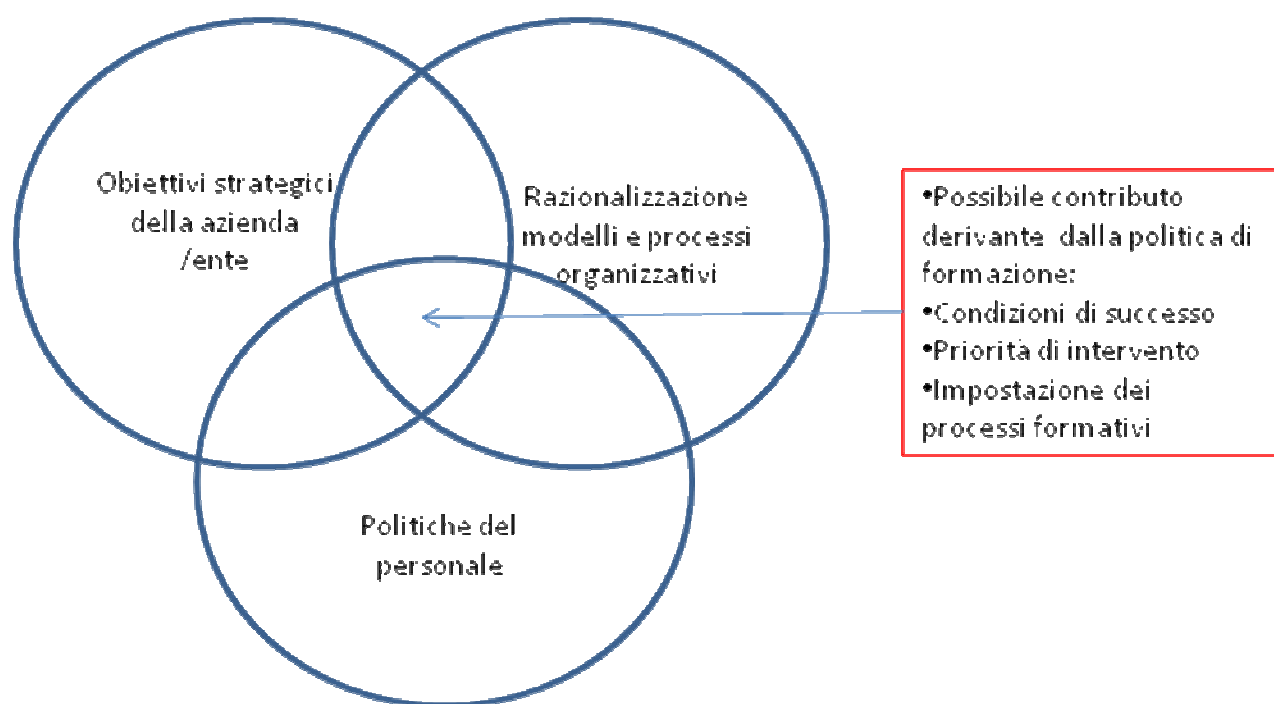 Obiettivi strategici
della azienda
/ente
Razionalizzazione
modelli e processi
organizzativi
Politiche del
personale
•Possibile contributo
derivante dalla politica di
formazione:
•Condizioni di successo
•Priorità di intervento
•Impostazione dei
processi formativi